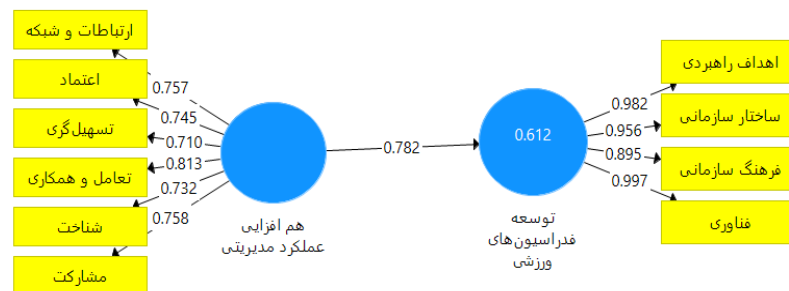 ارتباطات و شبکه
اعتماد
تسهیل‌گری
تعامل و همکاری
شناخت
مشارکت
0.757
0.745
0.710
0.813
0.732
0.758
هم افزایی
عملکرد مدیریتی
0.782
0.612
توسعه
فدراسیون‌های
ورزشی
0.982
0.956
0.895
0.997
اهداف راهبردی
ساختار سازمانی
فرهنگ سازمانی
فناوری